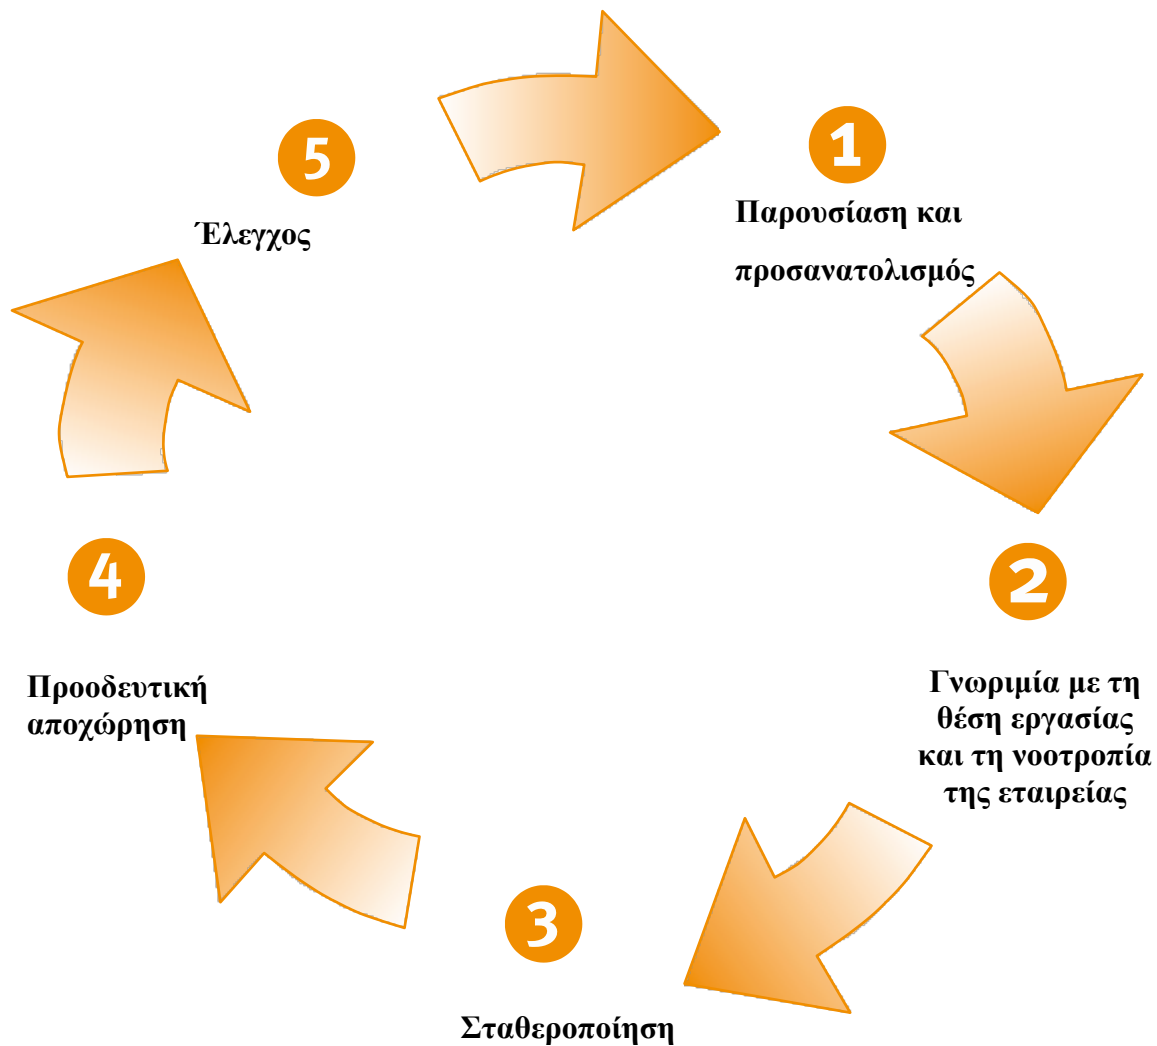 1
Παρουσίαση και
προσανατολισμός
2
Γνωριμία με τη
θέση εργασίας
και τη νοοτροπία
της εταιρείας
3
Σταθεροποίηση
4
Προοδευτική
αποχώρηση
5
Έλεγχος